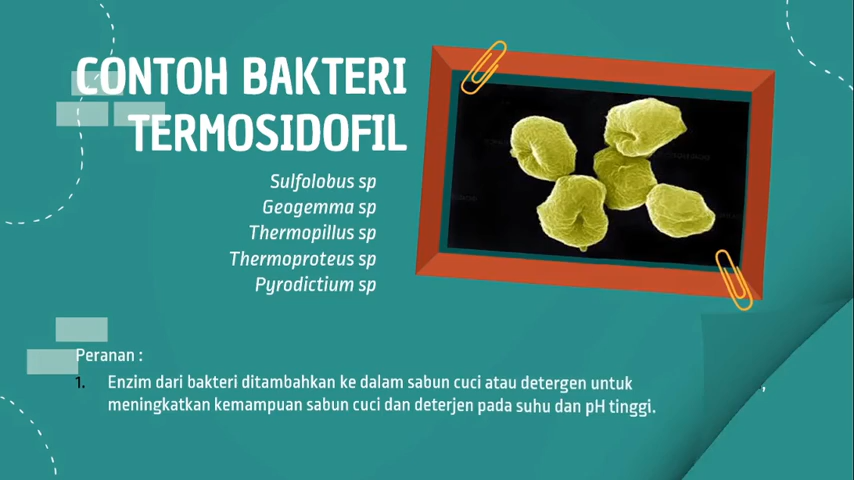 CONTOH BAKTERI
TERMOSIDOFIL
Sulfolobus sp
Geogemma sp
Thermopillus sp
Thermoproteus sp
Pyrodictium sp
Peranan :
1. Enzim dari bakteri ditambahkan ke dalam sabun cuci atau detergen untuk
meningkatkan kemampuan sabun cuci dan deterjen pada suhu dan pH tinggi.